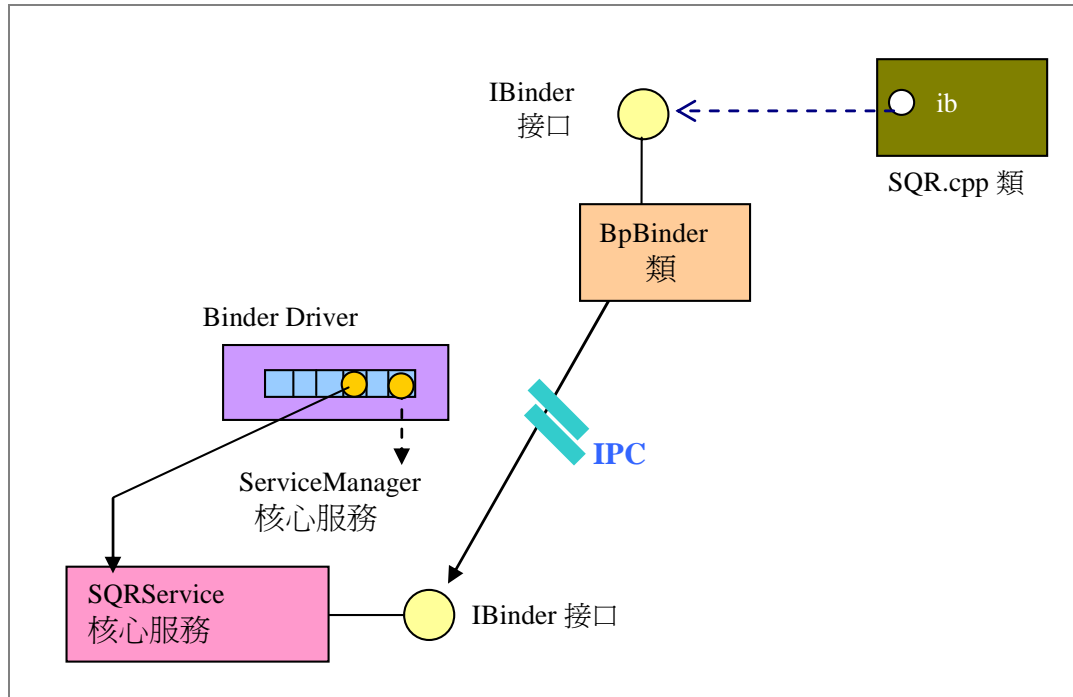 IBinder
接口
ib
SQR.cpp 類
BpBinder
類
Binder Driver
IPC
ServiceManager
核心服務
SQRService
核心服務
IBinder 接口